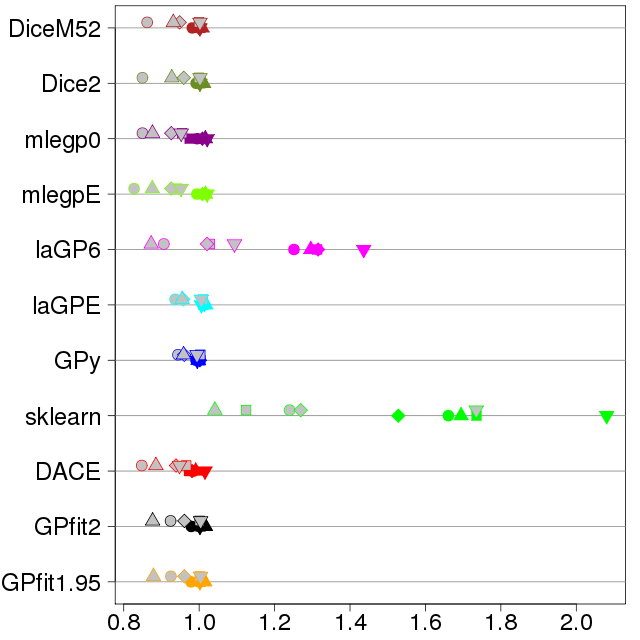 DiceM52
Dice2
mlegp0
mlegpE
laGP6
laGPE
GPy
sklearn
DACE
GPfit2
GPfit1.95
0.8 1.0 1.2 1.4 1.6 1.8 2.0